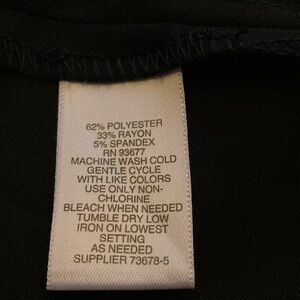 62% POLYESTER
33% RAYON
5% SPANDEX
RN 93677
MACHINE WASH COLD
GENTLE CYCLE
WITH LIKE COLORS
USE ONLY NON-
CHLORINE
BLEACH WHEN NEEDED
TUMBLE DRY LOW
IRON ON LOWEST
SETTING
AS NEEDED
SUPPLIER 73678-5